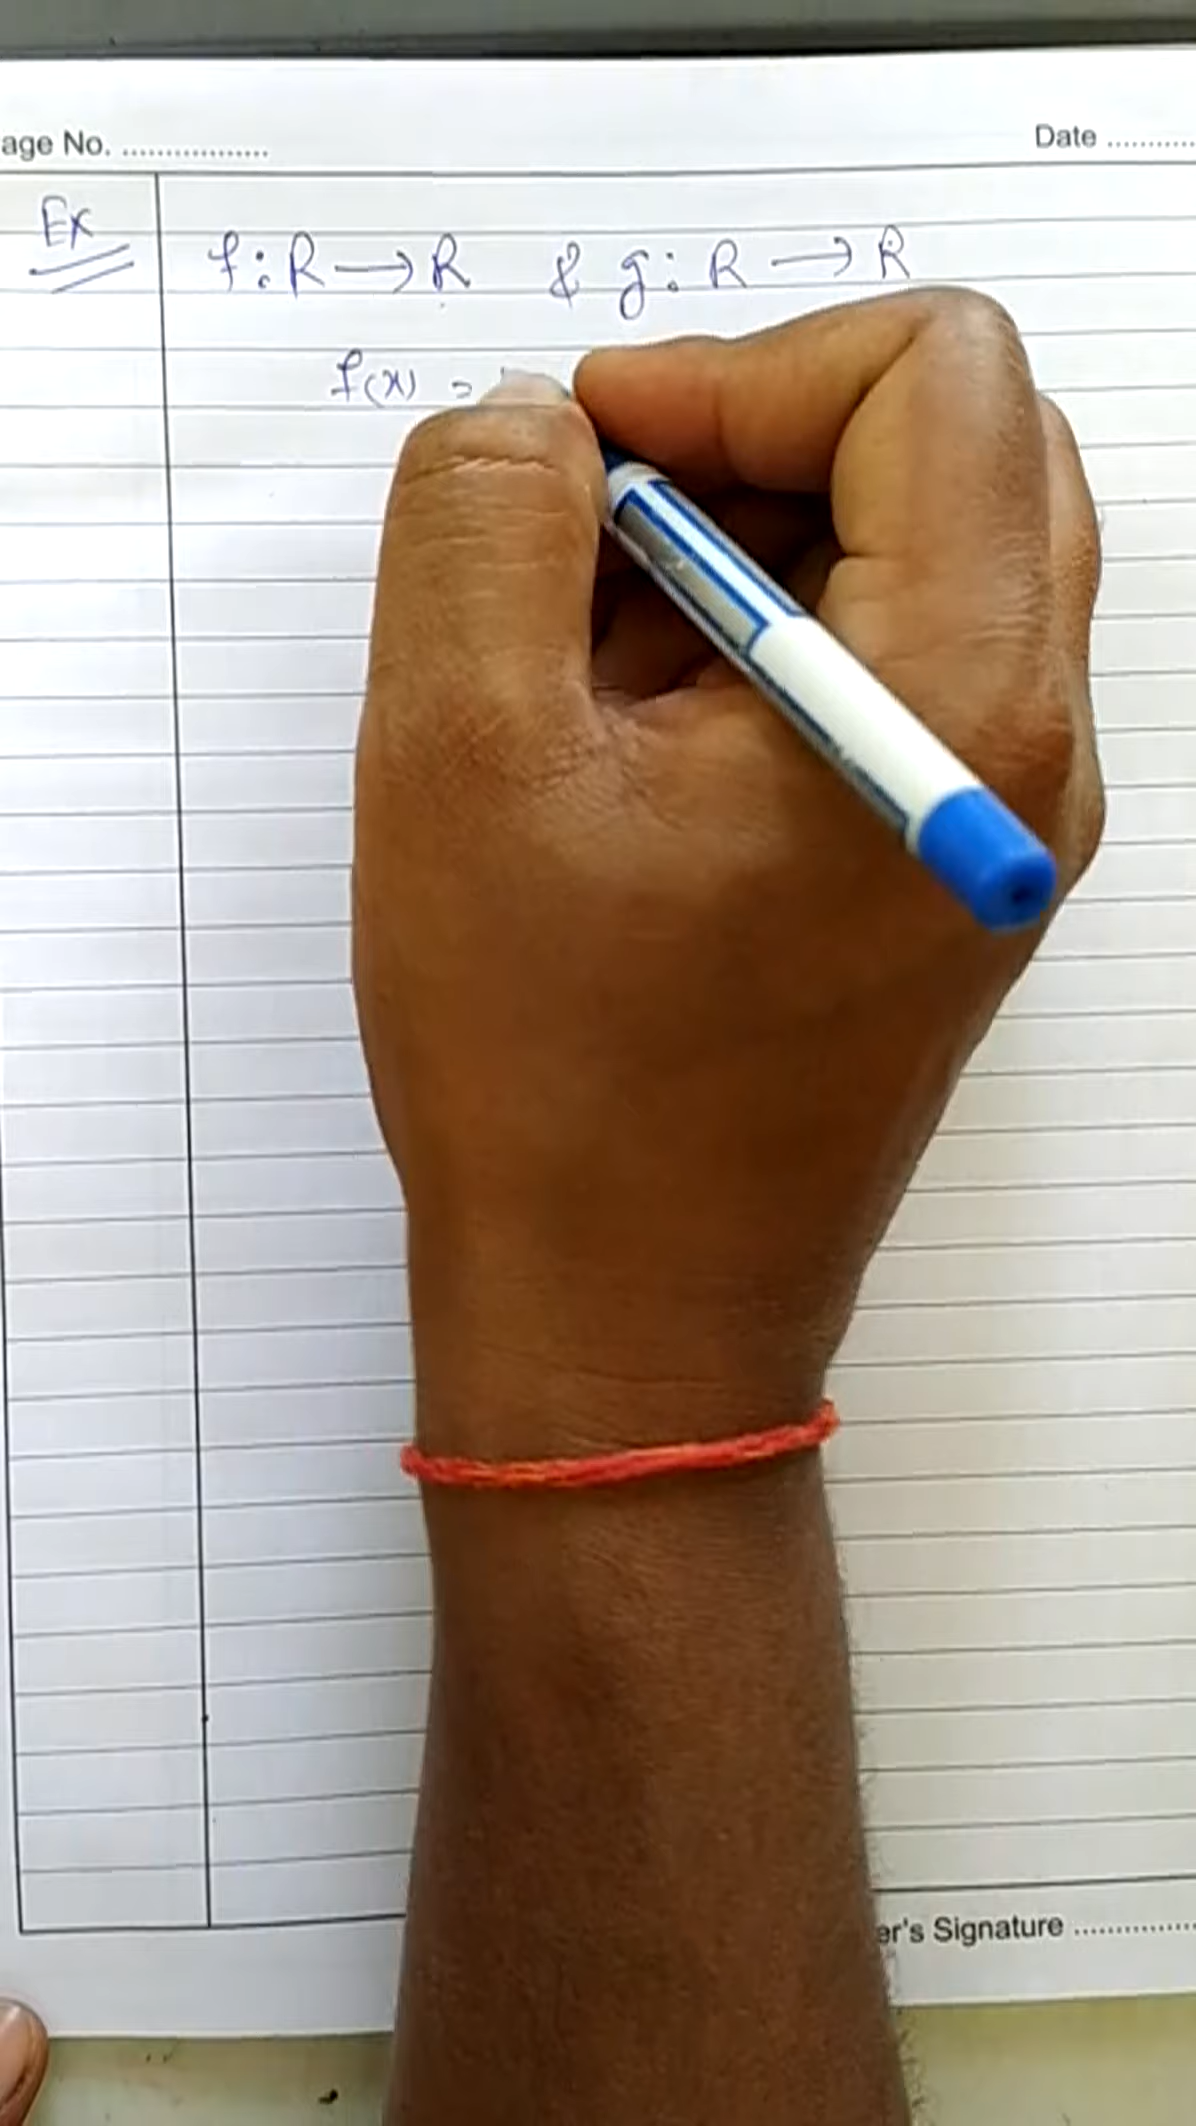 age No. .................
Date ...........
Ex
f : R → R & g : R → R
f(x) =
er's Signature ..............